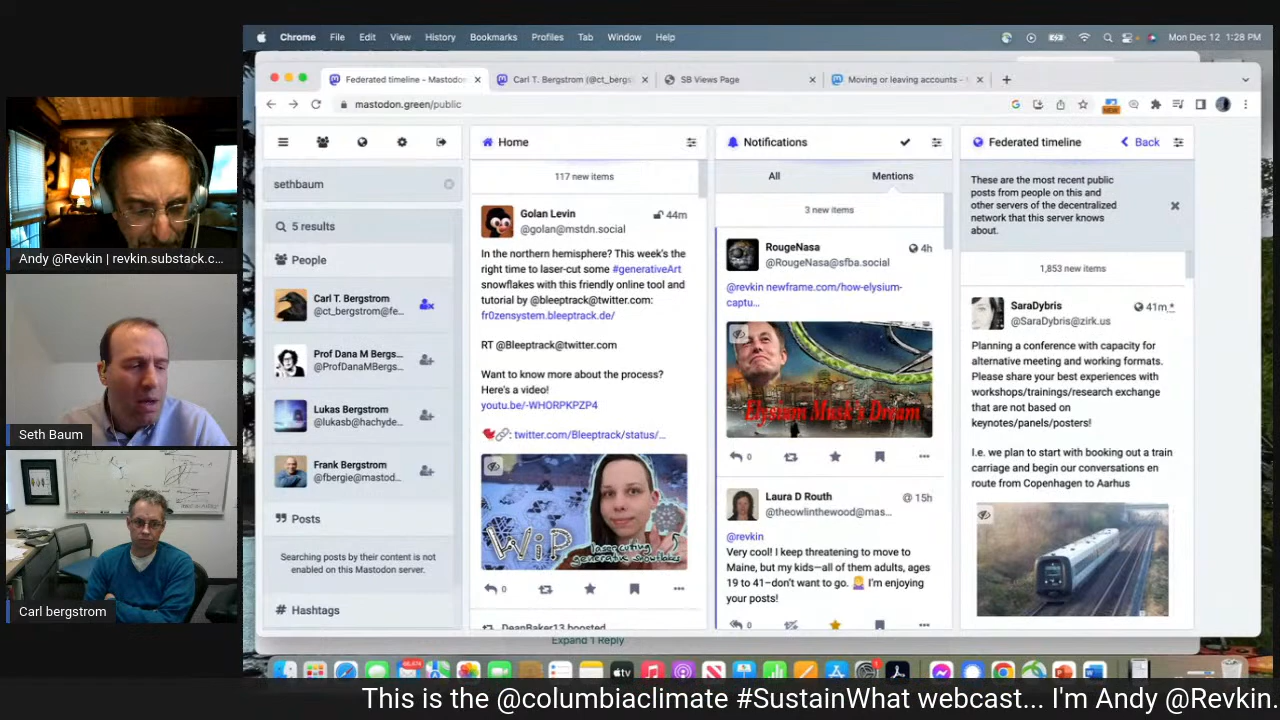 Chrome File Edit View History Bookmarks Profiles Tab Window Help
Mon Dec 12 1:28 PM
Federated timeline - Mastodon
Carl T. Bergstrom (@ct_bergs
SB Views Page
Moving or leaving accounts -
mastodon.green/public
NEW
Andy @Revkin | revkin.substack.c...
Seth Baum
Carl bergstrom
sethbaum
5 results
People
Carl T. Bergstrom
@ct_bergstrom@fe...
Prof Dana M Bergs...
@ProfDanaMBergs...
Lukas Bergstrom
@lukasb@hachyde...
Frank Bergstrom
@fbergie@mastod...
Posts
Searching posts by their content is not
enabled on this Mastodon server.
# Hashtags
Home
117 new items
Golan Levin
44m
@golan@mstdn.social
In the northern hemisphere? This week's the
right time to laser-cut some #generativeArt
snowflakes with this friendly online tool and
tutorial by @bleeptrack@twitter.com:
fr0zensystem.bleeptrack.de/
RT @Bleeptrack@twitter.com
Want to know more about the process?
Here's a video!
youtu.be/-WHORPKPZP4
: twitter.com/Bleeptrack/status/...
WiP
laser cutting
generative snowflakes
0
DeanBaker13 boosted
Expand 1 Reply
Notifications
All
Mentions
3 new items
RougeNasa
4h
@RougeNasa@sfba.social
@revkin newframe.com/how-elysium-
captu...
Elysium Musk's Dream
0
Laura D Routh
15h
@theowlinthewood@mas...
@revkin
Very cool! I keep threatening to move to
Maine, but my kids—all of them adults, ages
19 to 41–don't want to go. 🤷‍♀️ I'm enjoying
your posts!
0
Federated timeline
Back
These are the most recent public
posts from people on this and
other servers of the decentralized
network that this server knows
about.
1,853 new items
SaraDybris
41m *
@SaraDybris@zirk.us
Planning a conference with capacity for
alternative meeting and working formats.
Please share your best experiences with
workshops/trainings/research exchange
that are not based on
keynotes/panels/posters!
I.e. we plan to start with booking out a train
carriage and begin our conversations en
route from Copenhagen to Aarhus
tv
This is the @columbiaclimate #SustainWhat webcast... I'm Andy @Revkin.